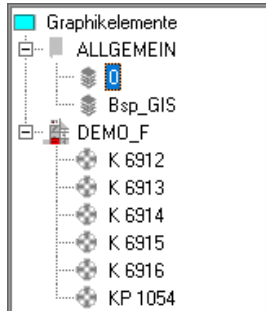 Graphikelemente
ALLGEMEIN
0
Bsp_GIS
DEMO_F
K 6912
K 6913
K 6914
K 6915
K 6916
KP 1054